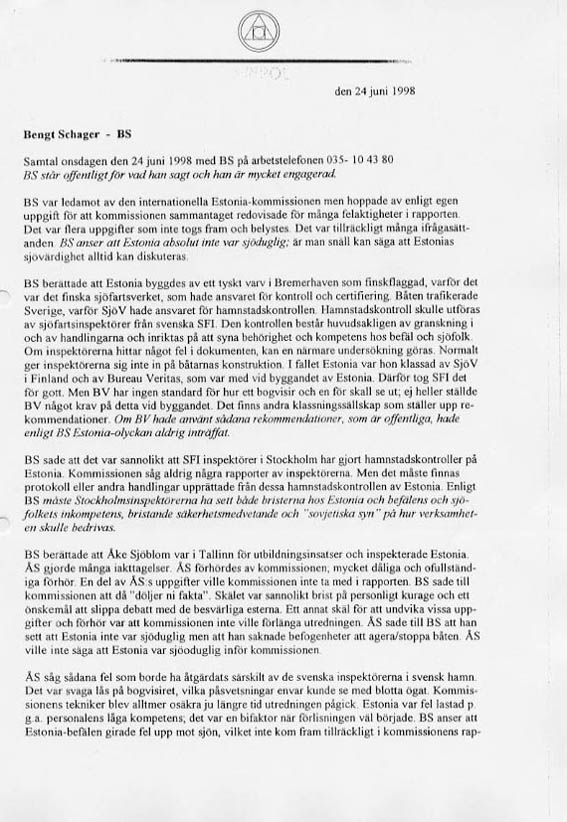 den 24 juni 1998
Bengt Schager - BS
Samtal onsdagen den 24 juni 1998 med BS på arbetstelefonen 035- 10 43 80
BS står offentligt för vad han sagt och han är mycket engagerad.
BS var ledamot av den internationella Estonia-kommissionen men hoppade av enligt egen
uppgift för att kommissionen sammantaget redovisade för många felaktigheter i rapporten.
Det var flera uppgifter som inte togs fram och belystes. Det var tillräckligt många ifrågasätt-
anden. BS anser att Estonia absolut inte var sjöduglig; är man snäll kan säga att Estonias
sjövärdighet alltid kan diskuteras.
BS berättade att Estonia byggdes av ett tyskt varv i Bremerhaven som finskflaggad, varför det
var det finska sjöfartsverket, som hade ansvaret för kontroll och certifiering. Båten trafikerade
Sverige, varför SjöV hade ansvaret för hamnstadskontrollen. Hamnstadskontroll skulle utföras
av sjöfartsinspektörer från svenska SFI. Den kontrollen består huvudsakligen av granskning i
och av handlingarna och inriktas på att syna behörighet och kompetens hos befäl och sjöfolk.
Om inspektörerna hittar något fel i dokumenten, kan en närmare undersökning göras. Normalt
ger inspektörerna sig inte in på båtarnas konstruktion. I fallet Estonia var hon klassad av SjöV
i Finland och av Bureau Veritas, som var med vid byggandet av Estonia. Därför tog SFI det
för gott. Men BV har ingen standard för hur ett bogvisir och en för skall se ut; ej heller ställde
BV något krav på detta vid byggandet. Det finns andra klassningssällskap som ställer upp re-
kommendationer. Om BV hade använt sådana rekommendationer, som är offentliga, hade
enligt BS Estonia-olyckan aldrig inträffat.
BS sade att det var sannolikt att SFI inspektörer i Stockholm har gjort hamnstadskontroller på
Estonia. Kommissionen såg aldrig några rapporter av inspektörerna. Men det måste finnas
protokoll eller andra handlingar upprättade från dessa hamnstadskontrollen av Estonia. Enligt
BS måste Stockholmsinspektörerna ha sett både bristerna hos Estonia och befälens och sjö-
folkets inkompetens, bristande säkerhetsmedvetande och "sovjetiska syn" på hur verksamhet-
en skulle bedrivas.
BS berättade att Åke Sjöblom var i Tallinn för utbildningsinsatser och inspekterade Estonia.
ÅS gjorde många iakttagelser. ÅS förhördes av kommissionen; mycket dåliga och ofullständ-
iga förhör. En del av ÅS:s uppgifter ville kommissionen inte ta med i rapporten. BS sade till
kommissionen att då "döljer ni fakta". Skälet var sannolikt brist på personligt kurage och ett
önskemål att slippa debatt med de besvärliga esterna. Ett annat skäl för att undvika vissa upp-
gifter och förhör var att kommissionen inte ville förlänga utredningen. ÅS sade till BS att han
sett att Estonia inte var sjöduglig men att han saknade befogenheter att agera/stoppa båten. ÅS
ville inte säga att Estonia var sjöoduglig inför kommissionen.
ÅS såg sådana fel som borde ha åtgärdats särskilt av de svenska inspektörerna i svensk hamn.
Det var svaga lås på bogvisiret, vilka påsvetsningar envar kunde se med blotta ögat. Kommis-
sionens tekniker blev alltmer osäkra ju längre tid utredningen pågick. Estonia var fel lastad p.
g.a. personalens låga kompetens; det var en bifaktor när förlisningen väl började. BS anser att
Estonia-befälen girade fel upp mot sjön, vilket inte kom fram tillräckligt i kommissionens rap-